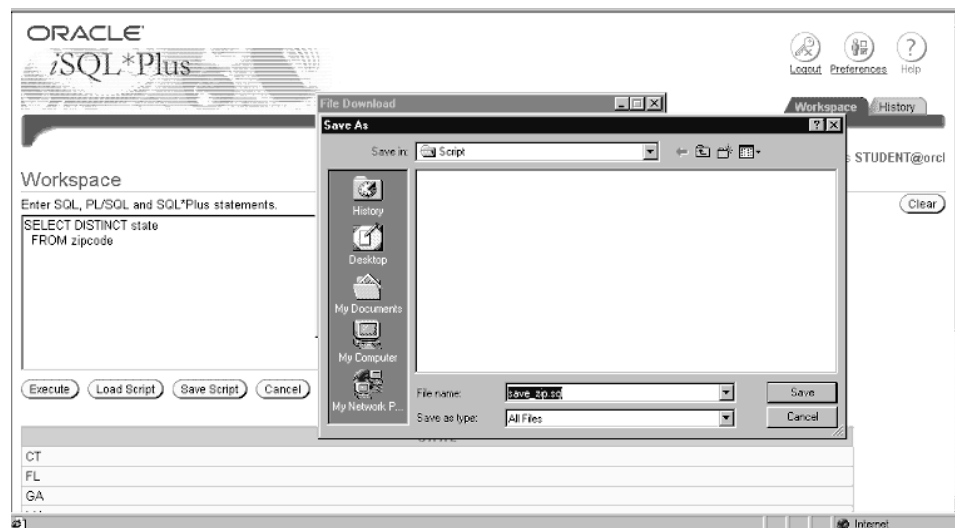 ORACLE
iSQL*Plus
Logout Preferences Help
Workspace History
File Download
Save As
Save in: Script
s STUDENT@orcl
Workspace
Enter SQL, PL/SQL and SQL*Plus statements.
Clear
SELECT DISTINCT state
FROM zipcode
History
Desktop
My Documents
My Computer
My Network P...
Execute Load Script Save Script Cancel
File name: save_zip.sq
Save
Save as type: All Files
Cancel
CT
FL
GA
Internet